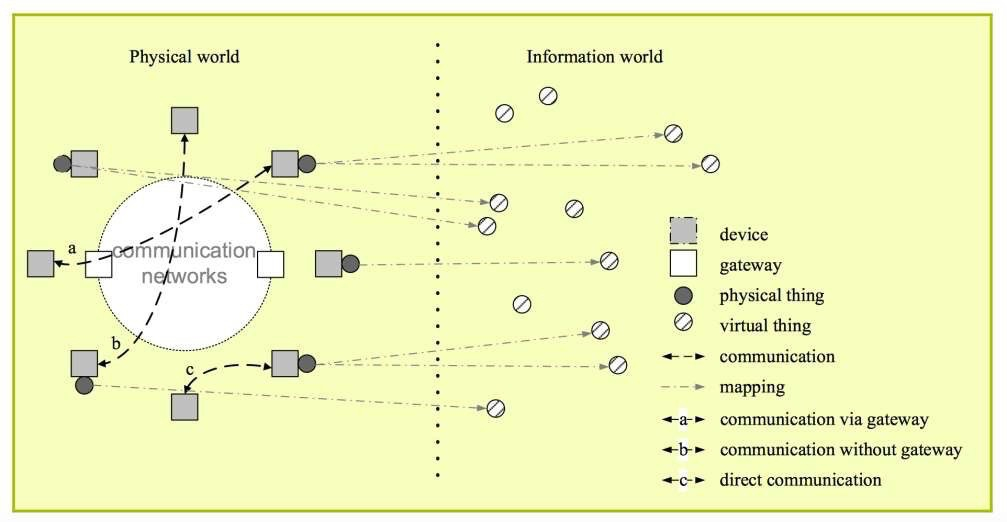 Physical world
Information world
a
communication
networks
b
c
device
gateway
physical thing
virtual thing
communication
mapping
a communication via gateway
b communication without gateway
c direct communication